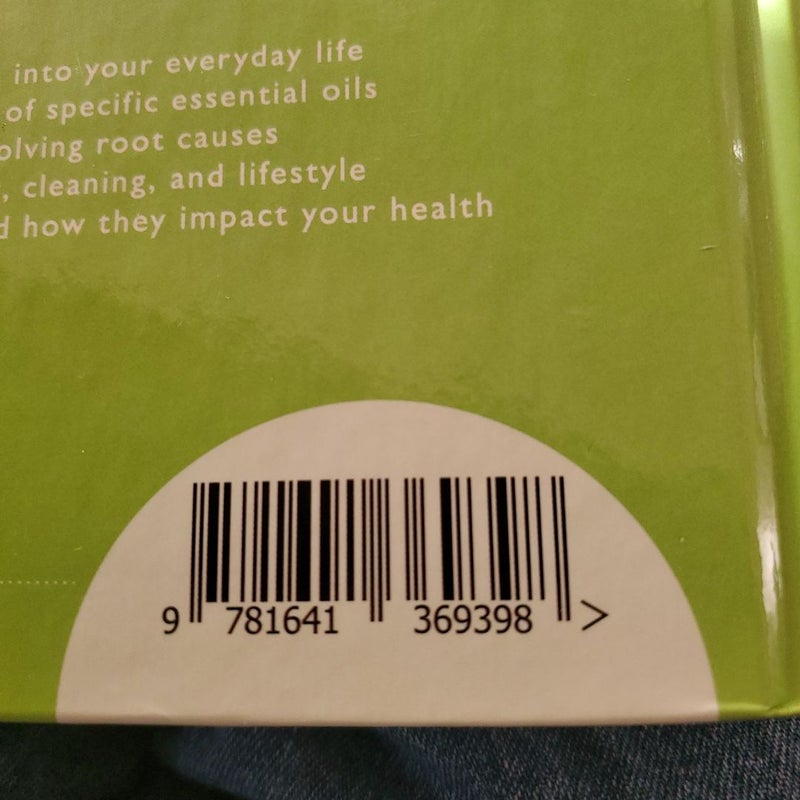 into your everyday life
of specific essential oils
olving root causes
, cleaning, and lifestyle
d how they impact your health
9 781641 369398 >